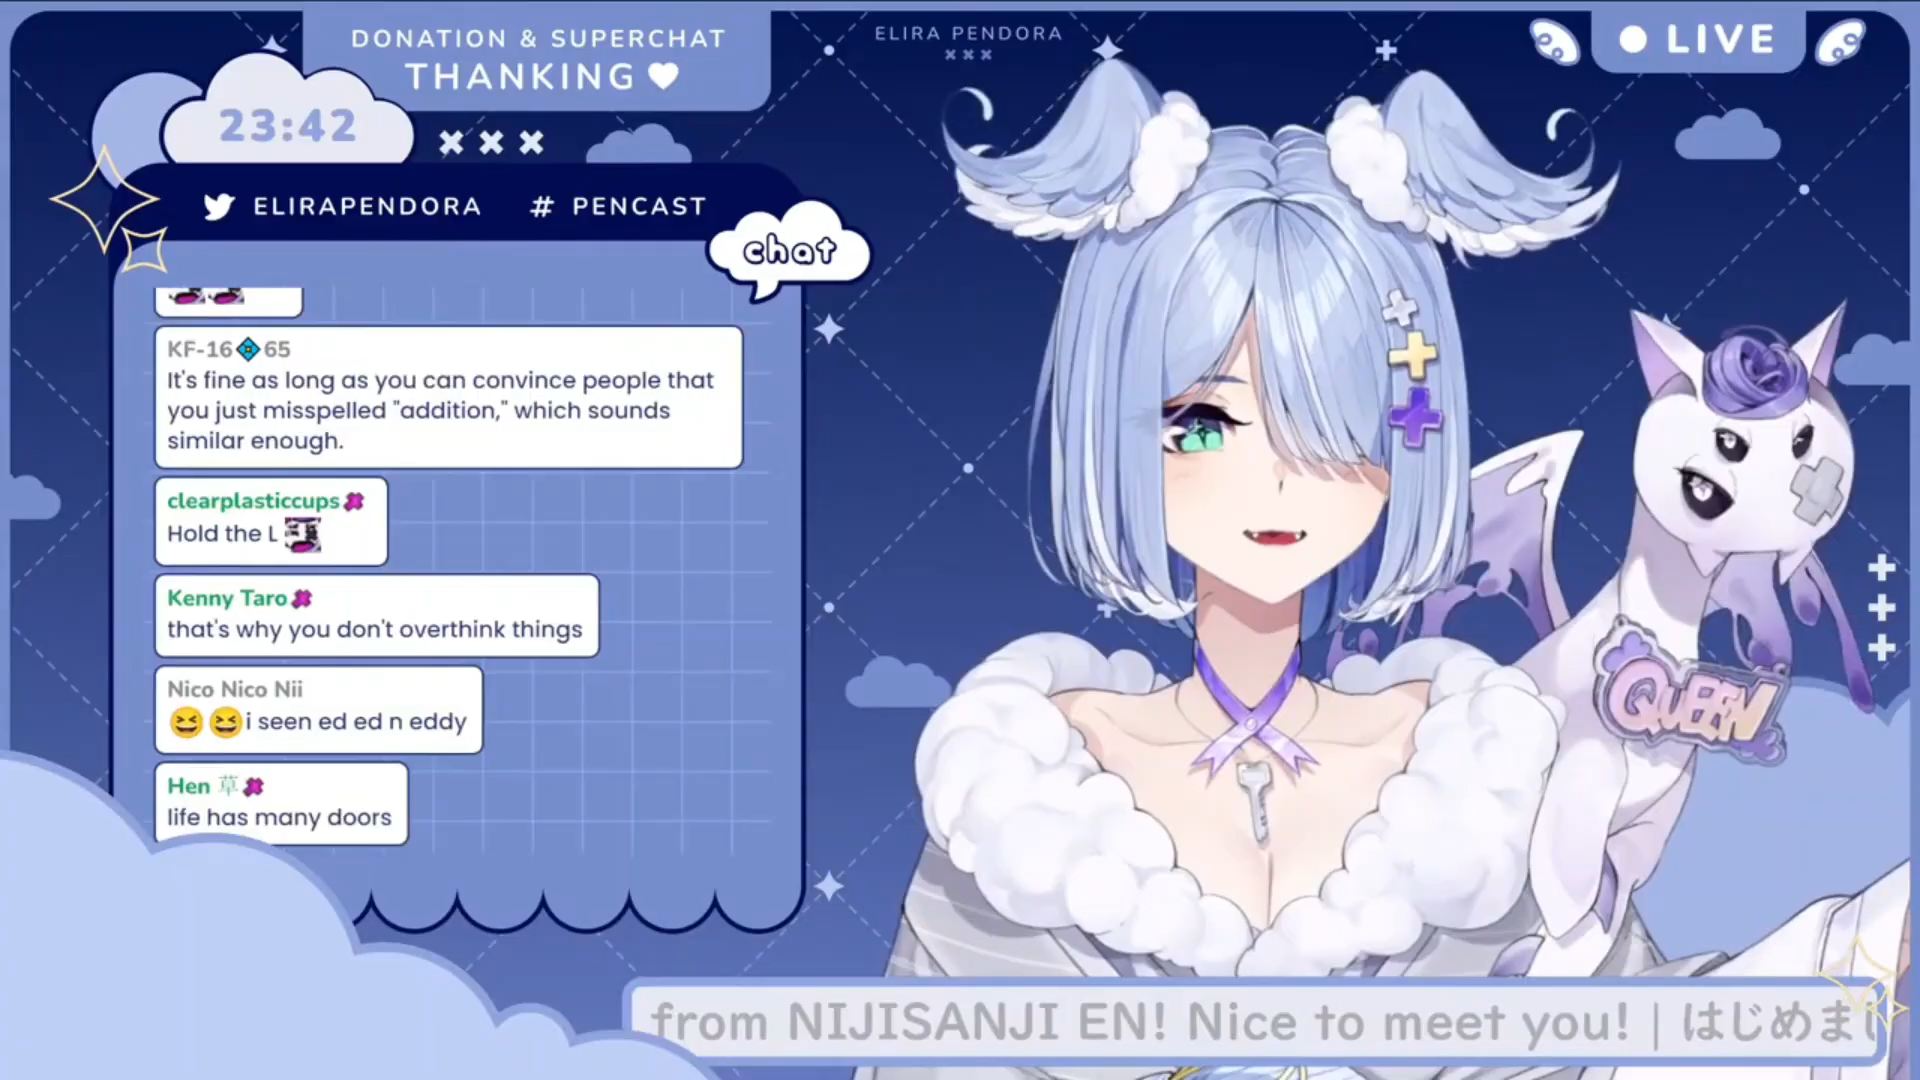 DONATION & SUPERCHAT
THANKING
ELIRA PENDORA
LIVE
23:42
ELIRAPENDORA # PENCAST
chat
KF-16💠65
It's fine as long as you can convince people that
you just misspelled "addition," which sounds
similar enough.
clearplasticcups
Hold the L
Kenny Taro
that's why you don't overthink things
Nico Nico Nii
😆😆i seen ed ed n eddy
Hen 草
life has many doors
QUEEN
from NIJISANJI EN! Nice to meet you! | はじめま